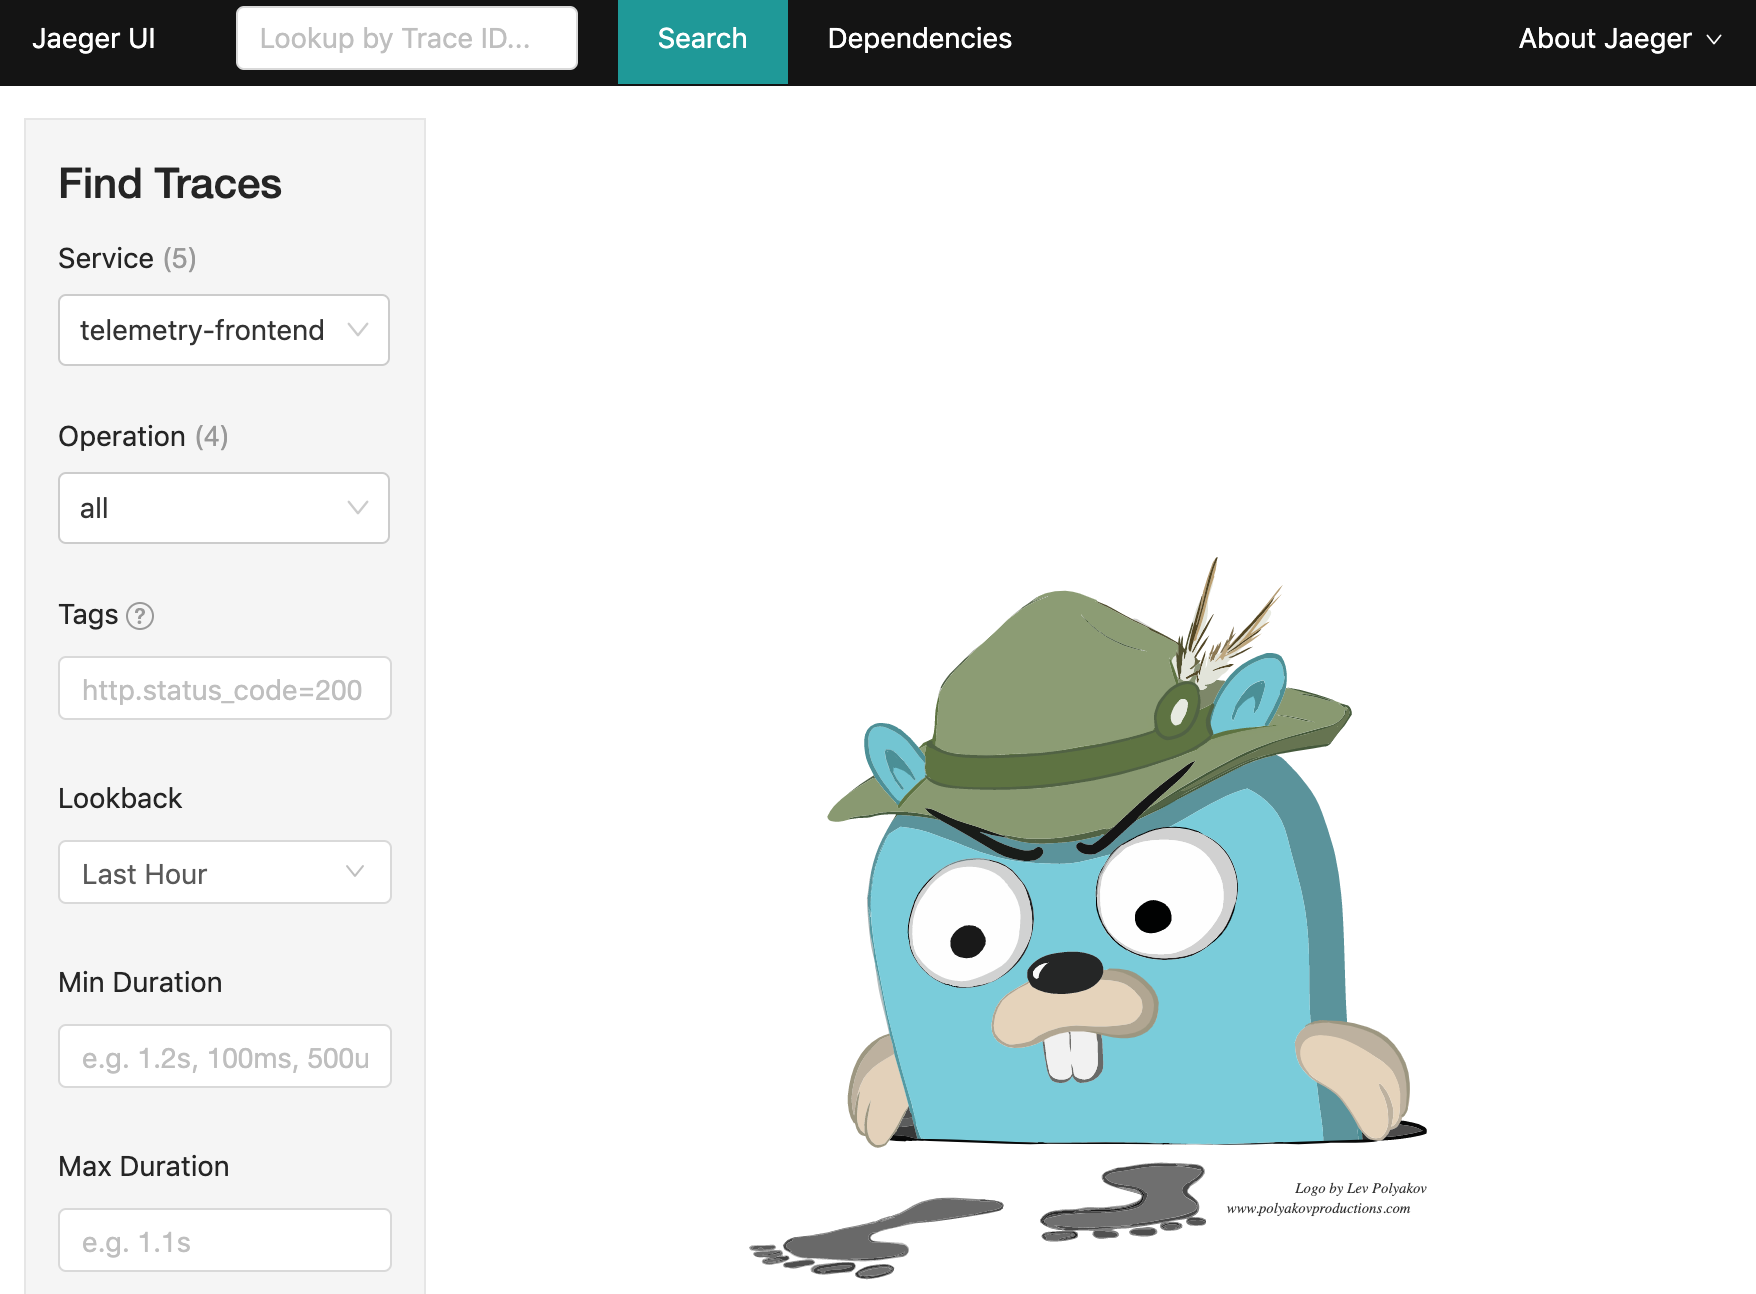 Jaeger UI
Lookup by Trace ID...
Search
Dependencies
About Jaeger
Find Traces
Service (5)
telemetry-frontend
Operation (4)
all
Tags ?
http.status_code=200
Lookback
Last Hour
Min Duration
e.g. 1.2s, 100ms, 500u
Max Duration
e.g. 1.1s
Logo by Lev Polyakov
www.polyakovproductions.com